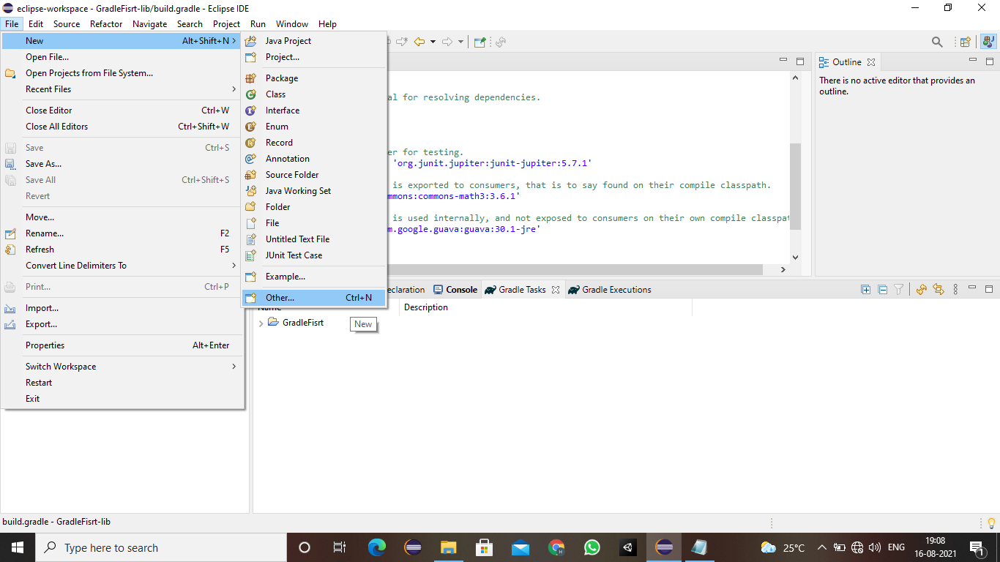 eclipse-workspace - GradleFisrt-lib/build.gradle - Eclipse IDE
File Edit Source Refactor Navigate Search Project Run Window Help
New Alt+Shift+N
Open File...
Open Projects from File System...
Recent Files
Close Editor Ctrl+W
Close All Editors Ctrl+Shift+W
Save Ctrl+S
Save As...
Save All Ctrl+Shift+S
Revert
Move...
Rename... F2
Refresh F5
Convert Line Delimiters To
Print... Ctrl+P
Import...
Export...
Properties Alt+Enter
Switch Workspace
Restart
Exit
Java Project
Project...
Package
Class
Interface
Enum
Record
Annotation
Source Folder
Java Working Set
Folder
File
Untitled Text File
JUnit Test Case
Example...
Other... Ctrl+N
New
for resolving dependencies.
for testing.
'org.junit.jupiter:junit-jupiter:5.7.1'
is exported to consumers, that is to say found on their compile classpath.
mmons:commons-math3:3.6.1'
is used internally, and not exposed to consumers on their own compile classpat
m.google.guava:guava:30.1-jre'
Outline
There is no active editor that provides an
outline.
eclaration Console Gradle Tasks Gradle Executions
Name Description
GradleFisrt
build.gradle - GradleFisrt-lib
Type here to search
25°C ENG 19:08
16-08-2021
1